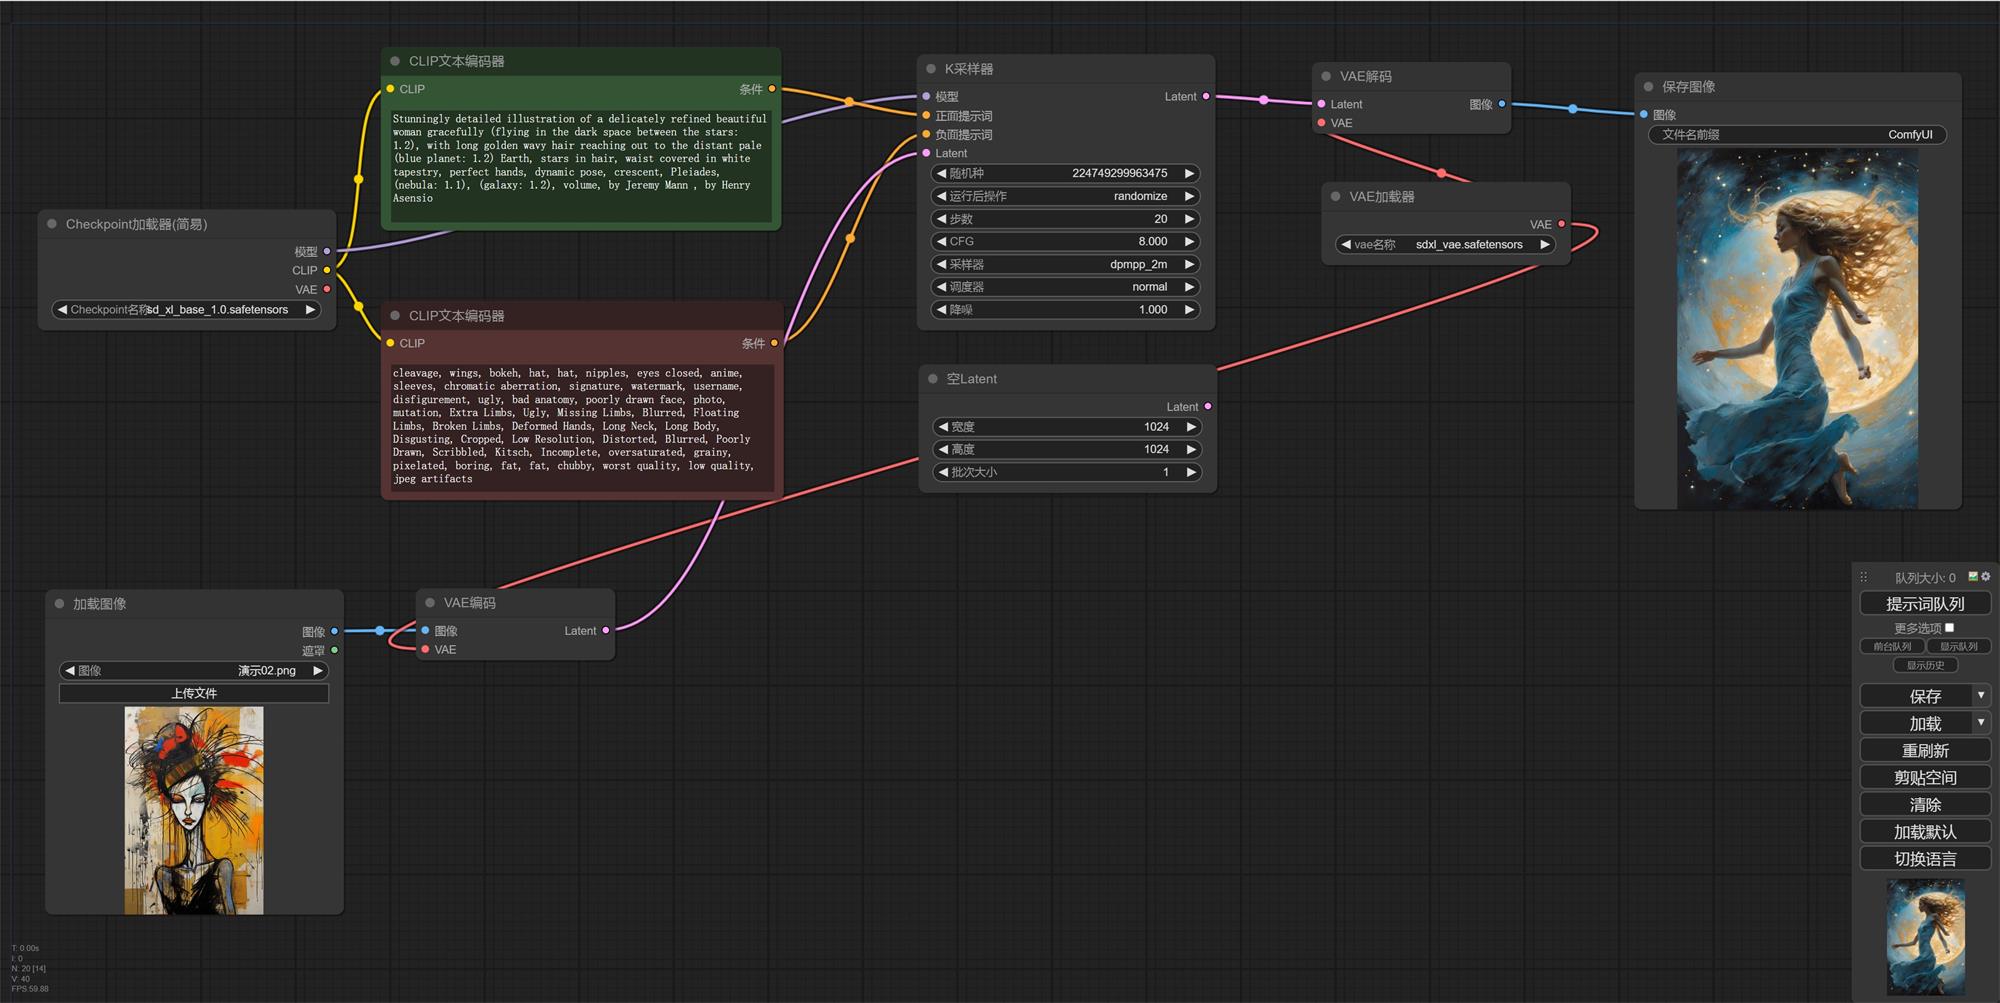 CLIP文本编码器
CLIP
条件
Stunningly detailed illustration of a delicately refined beautiful
woman gracefully (flying in the dark space between the stars:
1.2), with long golden wavy hair reaching out to the distant pale
(blue planet: 1.2) Earth, stars in hair, waist covered in white
tapestry, perfect hands, dynamic pose, crescent, Pleiades,
(nebula: 1.1), (galaxy: 1.2), volume, by Jeremy Mann , by Henry
Asensio
Checkpoint加载器(简易)
模型
CLIP
VAE
Checkpoint名称
sd_xl_base_1.0.safetensors
CLIP文本编码器
CLIP
条件
cleavage, wings, bokeh, hat, hat, nipples, eyes closed, anime,
sleeves, chromatic aberration, signature, watermark, username,
disfigurement, ugly, bad anatomy, poorly drawn face, photo,
mutation, Extra Limbs, Ugly, Missing Limbs, Blurred, Floating
Limbs, Broken Limbs, Deformed Hands, Long Neck, Long Body,
Disgusting, Cropped, Low Resolution, Distorted, Blurred, Poorly
Drawn, Scribbled, Kitsch, Incomplete, oversaturated, grainy,
pixelated, boring, fat, fat, chubby, worst quality, low quality,
jpeg artifacts
K采样器
模型
Latent
正面提示词
负面提示词
Latent
随机种 224749299963475
运行后操作 randomize
步数 20
CFG 8.000
采样器 dpmpp_2m
调度器 normal
降噪 1.000
空Latent
Latent
宽度 1024
高度 1024
批次大小 1
VAE解码
Latent
图像
VAE
VAE加载器
VAE
vae名称 sdxl_vae.safetensors
保存图像
图像
文件名前缀 ComfyUI
加载图像
图像
遮罩
图像 演示02.png
上传文件
VAE编码
图像
Latent
VAE
队列大小: 0
提示词队列
更多选项
前台队列
显示队列
显示历史
保存
加载
重刷新
剪贴空间
清除
加载默认
切换语言
T: 0.00s
I: 0
N: 20 [14]
V: 40
FPS:59.88